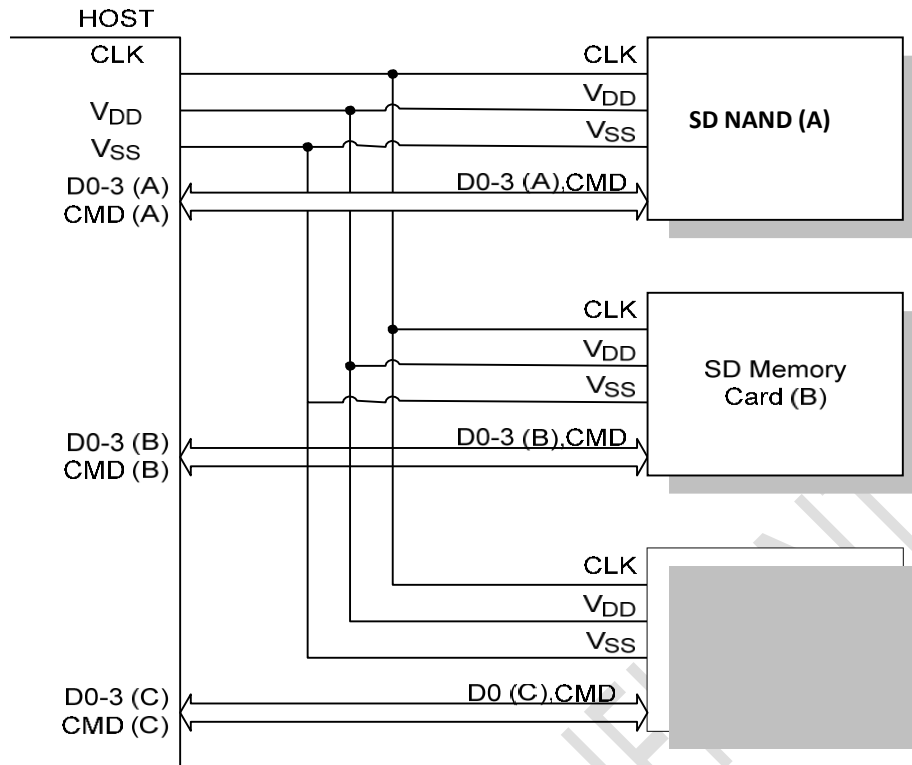 HOST
CLK
VDD
VSS
D0-3 (A)
CMD (A)
CLK
VDD
VSS
D0-3 (A),CMD
SD NAND (A)
CLK
VDD
VSS
D0-3 (B)
CMD (B)
D0-3 (B),CMD
SD Memory
Card (B)
CLK
VDD
VSS
D0-3 (C)
CMD (C)
D0 (C),CMD